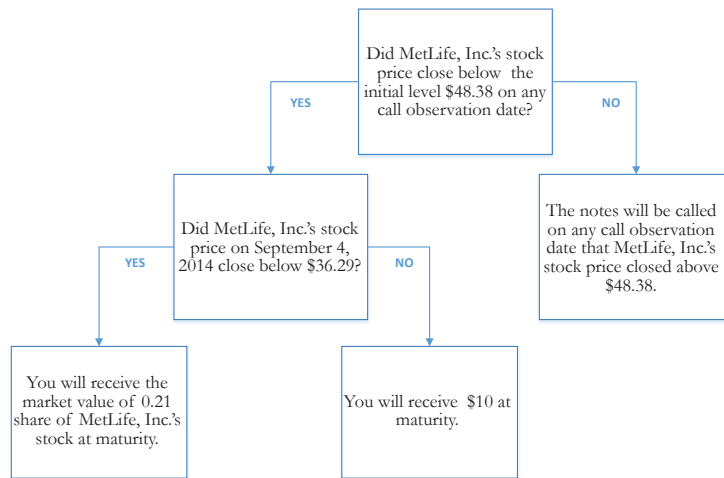 Did MetLife, Inc.'s stock
price close below the
initial level $48.38 on any
call observation date?
YES
NO
Did MetLife, Inc.'s stock
price on September 4,
2014 close below $36.29?
The notes will be called
on any call observation
date that MetLife, Inc.'s
stock price closed above
$48.38.
YES
NO
You will receive the
market value of 0.21
share of MetLife, Inc.'s
stock at maturity.
You will receive $10 at
maturity.